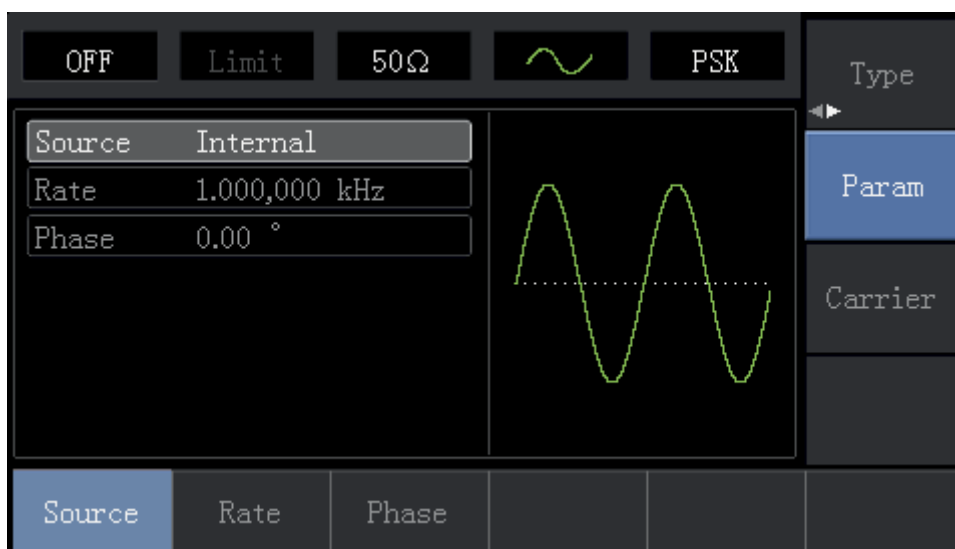 OFF Limit 50Ω PSK
Type
Source Internal
Rate 1.000,000 kHz
Phase 0.00 °
Param
Carrier
Source Rate Phase